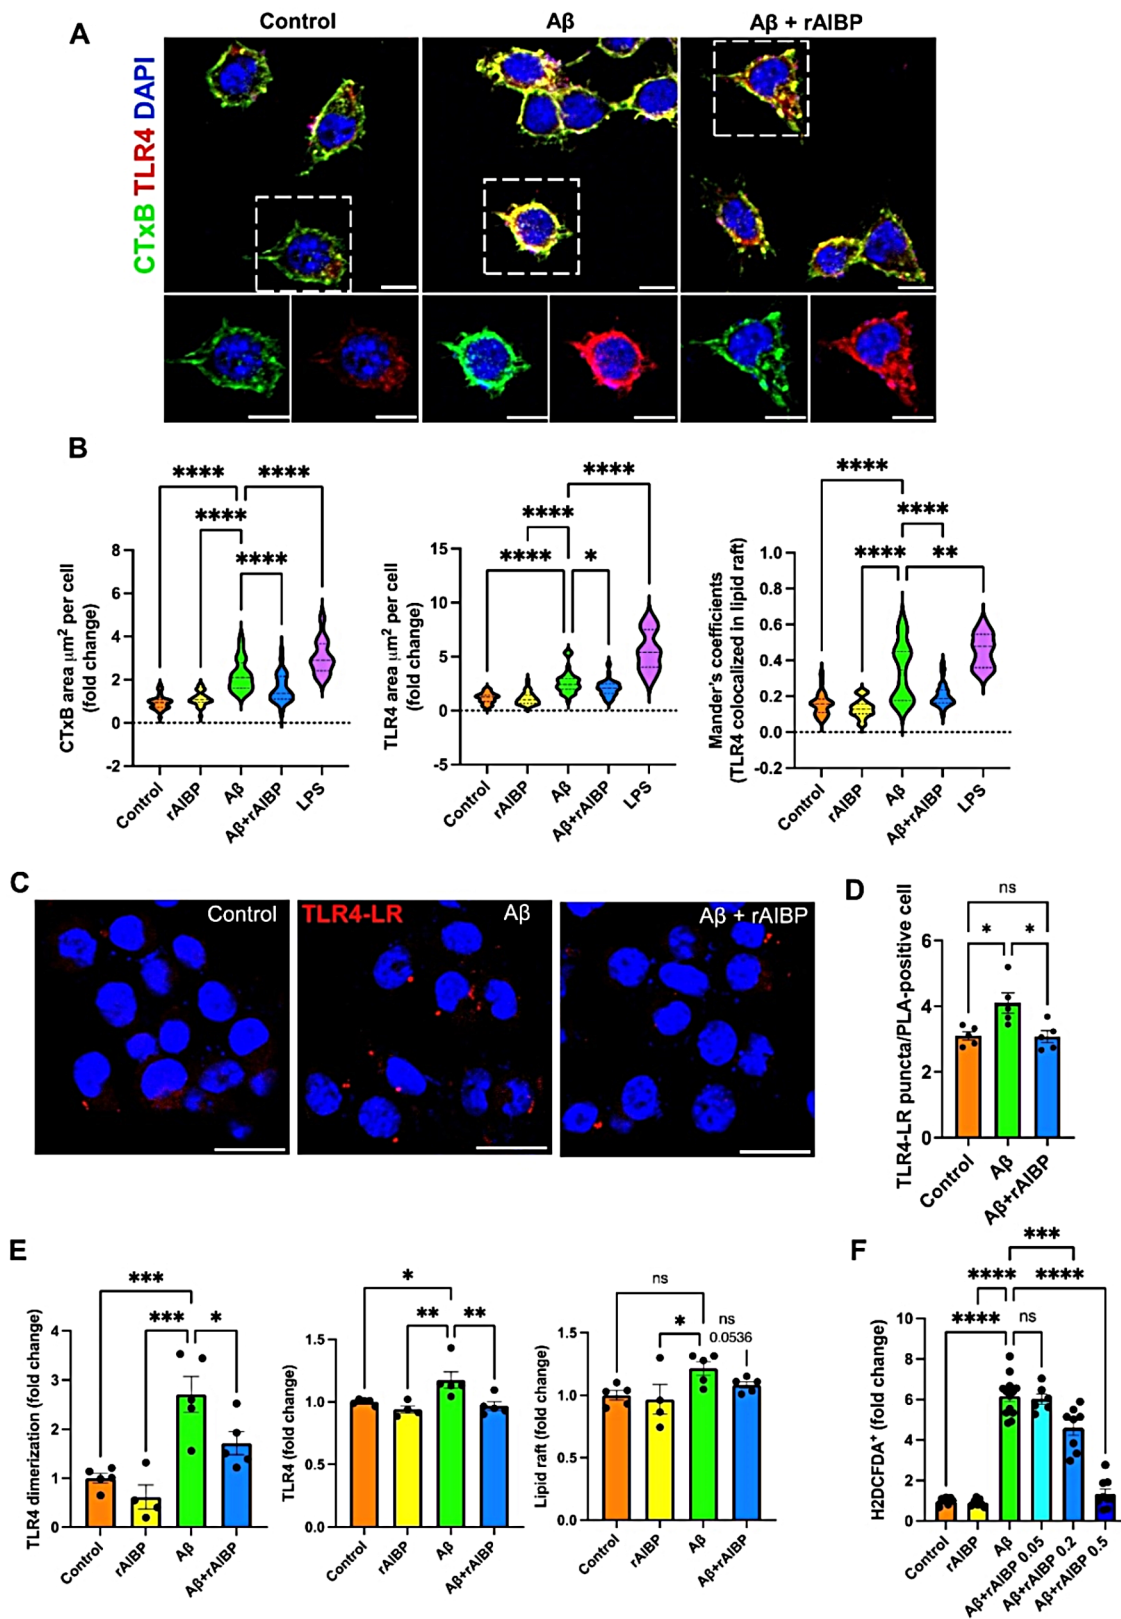 A
Control
Aβ
Aβ + rAIBP
CTxB TLR4 DAPI
B
****
****
****
****
CTxB area μm² per cell
(fold change)
8
6
4
2
0
-2
Control
rAIBP
Aβ
Aβ+rAIBP
LPS
****
****
****
*
TLR4 area μm² per cell
(fold change)
15
10
5
0
-5
Control
rAIBP
Aβ
Aβ+rAIBP
LPS
****
****
****
**
Mander's coefficients
(TLR4 colocalized in lipid raft)
1.0
0.8
0.6
0.4
0.2
0.0
-0.2
Control
rAIBP
Aβ
Aβ+rAIBP
LPS
C
Control
TLR4-LR
Aβ
Aβ + rAIBP
D
ns
*
*
TLR4-LR puncta/PLA-positive cell
6
4
2
0
Control
Aβ
Aβ+rAIBP
E
***
***
*
TLR4 dimerization (fold change)
4
3
2
1
0
Control
rAIBP
Aβ
Aβ+rAIBP
*
**
**
TLR4 (fold change)
1.5
1.0
0.5
0.0
Control
rAIBP
Aβ
Aβ+rAIBP
ns
*
ns
0.0536
Lipid raft (fold change)
1.5
1.0
0.5
0.0
Control
rAIBP
Aβ
Aβ+rAIBP
F
***
****
****
****
ns
H2DCFDA⁺ (fold change)
10
8
6
4
2
0
Control
rAIBP
Aβ
Aβ+rAIBP 0.05
Aβ+rAIBP 0.2
Aβ+rAIBP 0.5